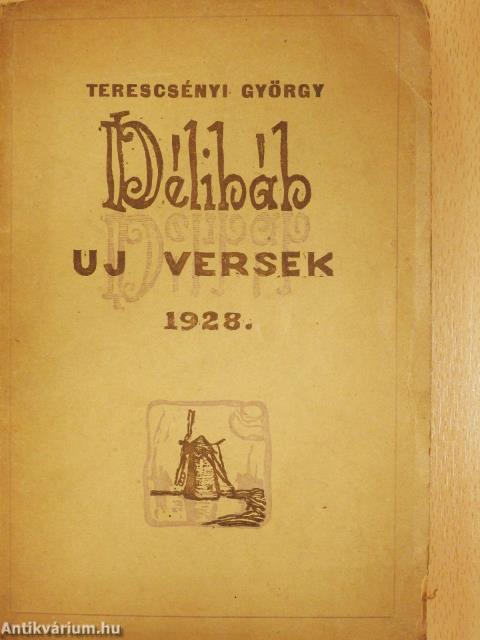 TERESCSÉNYI GYÖRGY
Délibáb
UJ VERSEK
1928.
Antikvárium.hu